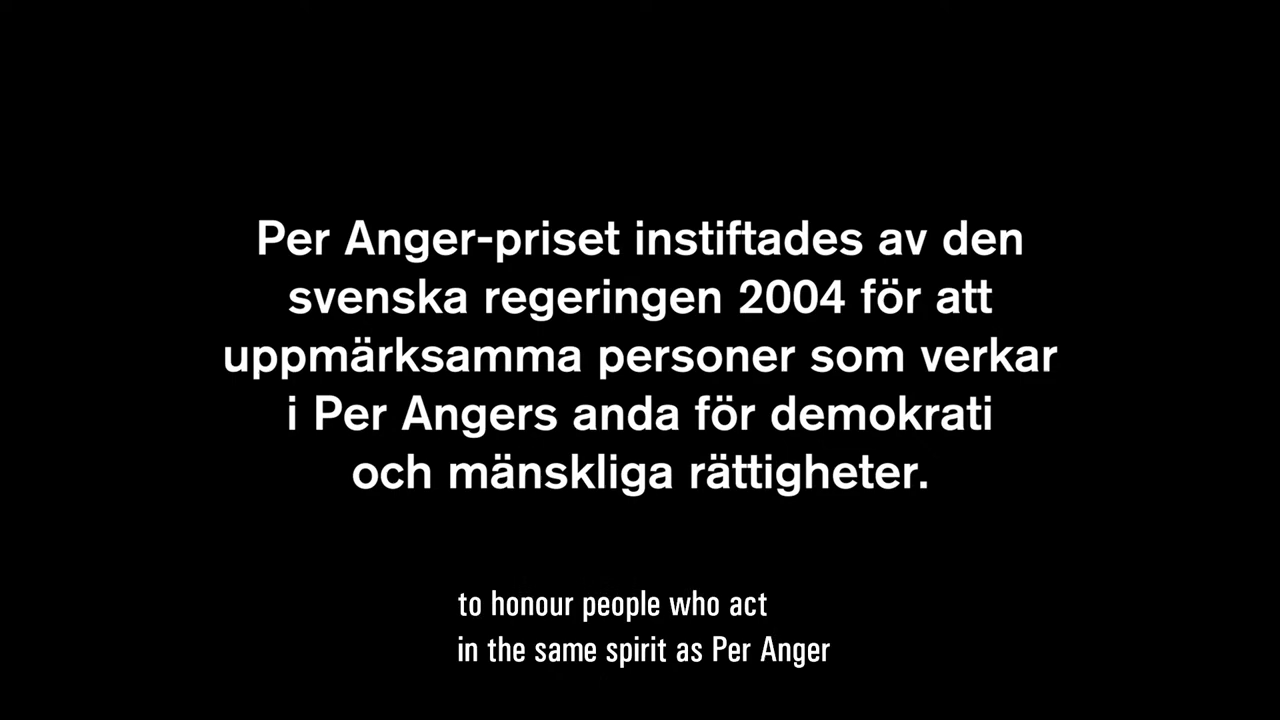 Per Anger-priset instiftades av den
svenska regeringen 2004 för att
uppmärksamma personer som verkar
i Per Angers anda för demokrati
och mänskliga rättigheter.
to honour people who act
in the same spirit as Per Anger